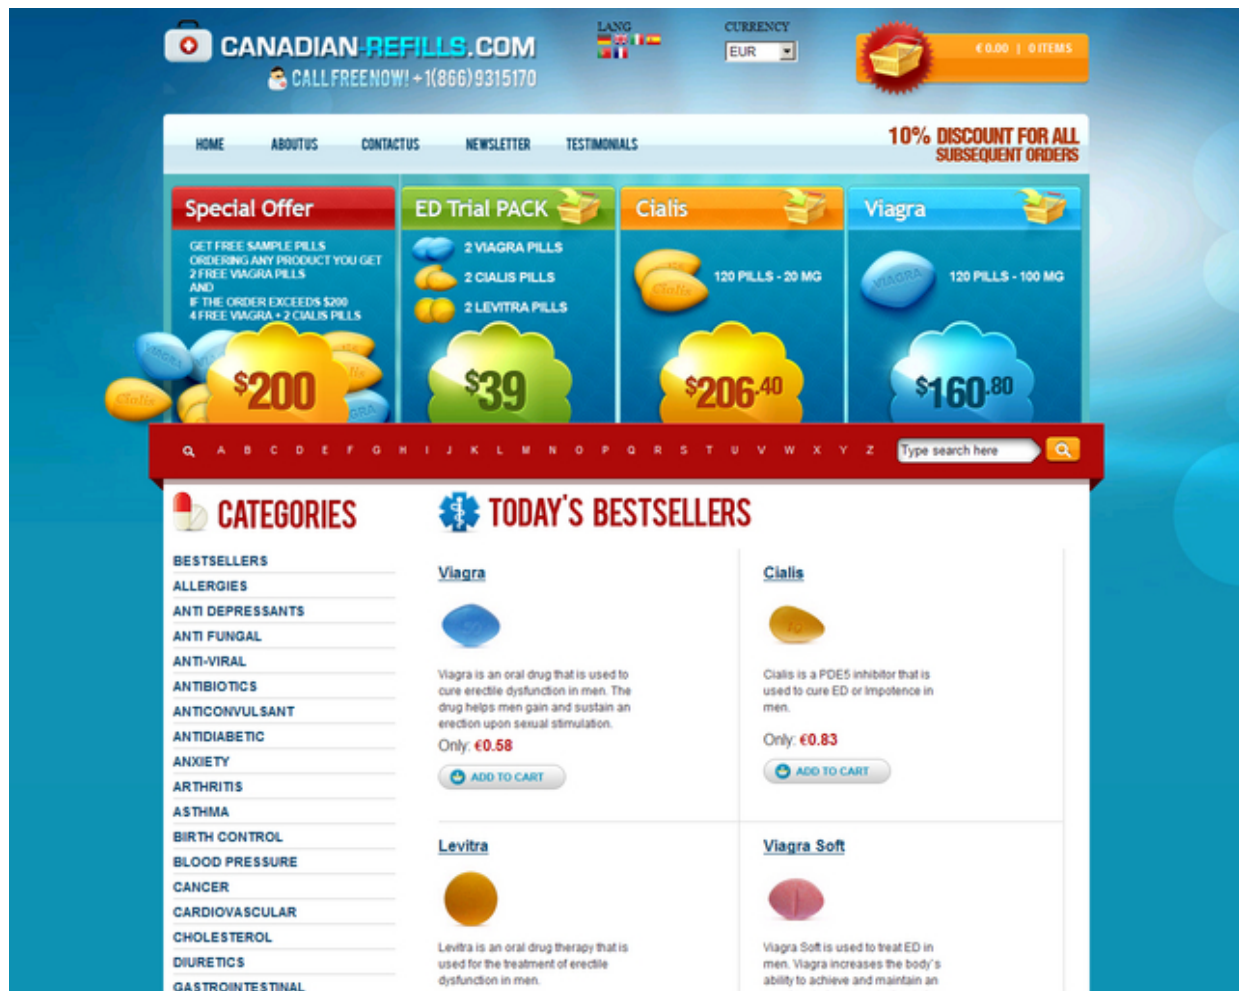 CANADIAN-REFILLS.COM
CALL FREE NOW! +1(866)9315170
LANG
CURRENCY
EUR
€ 0.00 | 0 ITEMS
HOME ABOUTUS CONTACTUS NEWSLETTER TESTIMONIALS
10% DISCOUNT FOR ALL
SUBSEQUENT ORDERS
Special Offer
GET FREE SAMPLE PILLS
ORDERING ANY PRODUCT YOU GET
2 FREE VIAGRA PILLS
AND
IF THE ORDER EXCEEDS $200
4 FREE VIAGRA + 2 CIALIS PILLS
$200
ED Trial PACK
2 VIAGRA PILLS
2 CIALIS PILLS
2 LEVITRA PILLS
$39
Cialis
Cialis
120 PILLS - 20 MG
$206.40
Viagra
VIAGRA
120 PILLS - 100 MG
$160.80
VIAGRA
Cialis
A B C D E F G H I J K L M N O P Q R S T U V W X Y Z
Type search here
CATEGORIES
BESTSELLERS
ALLERGIES
ANTI DEPRESSANTS
ANTI FUNGAL
ANTI-VIRAL
ANTIBIOTICS
ANTICONVULSANT
ANTIDIABETIC
ANXIETY
ARTHRITIS
ASTHMA
BIRTH CONTROL
BLOOD PRESSURE
CANCER
CARDIOVASCULAR
CHOLESTEROL
DIURETICS
GASTROINTESTINAL
TODAY'S BESTSELLERS
Viagra
50
Viagra is an oral drug that is used to
cure erectile dysfunction in men. The
drug helps men gain and sustain an
erection upon sexual stimulation.
Only: €0.58
ADD TO CART
Cialis
10
Cialis is a PDE5 inhibitor that is
used to cure ED or Impotence in
men.
Only: €0.83
ADD TO CART
Levitra
Levitra is an oral drug therapy that is
used for the treatment of erectile
dysfunction in men.
Viagra Soft
Viagra Soft is used to treat ED in
men. Viagra increases the body's
ability to achieve and maintain an